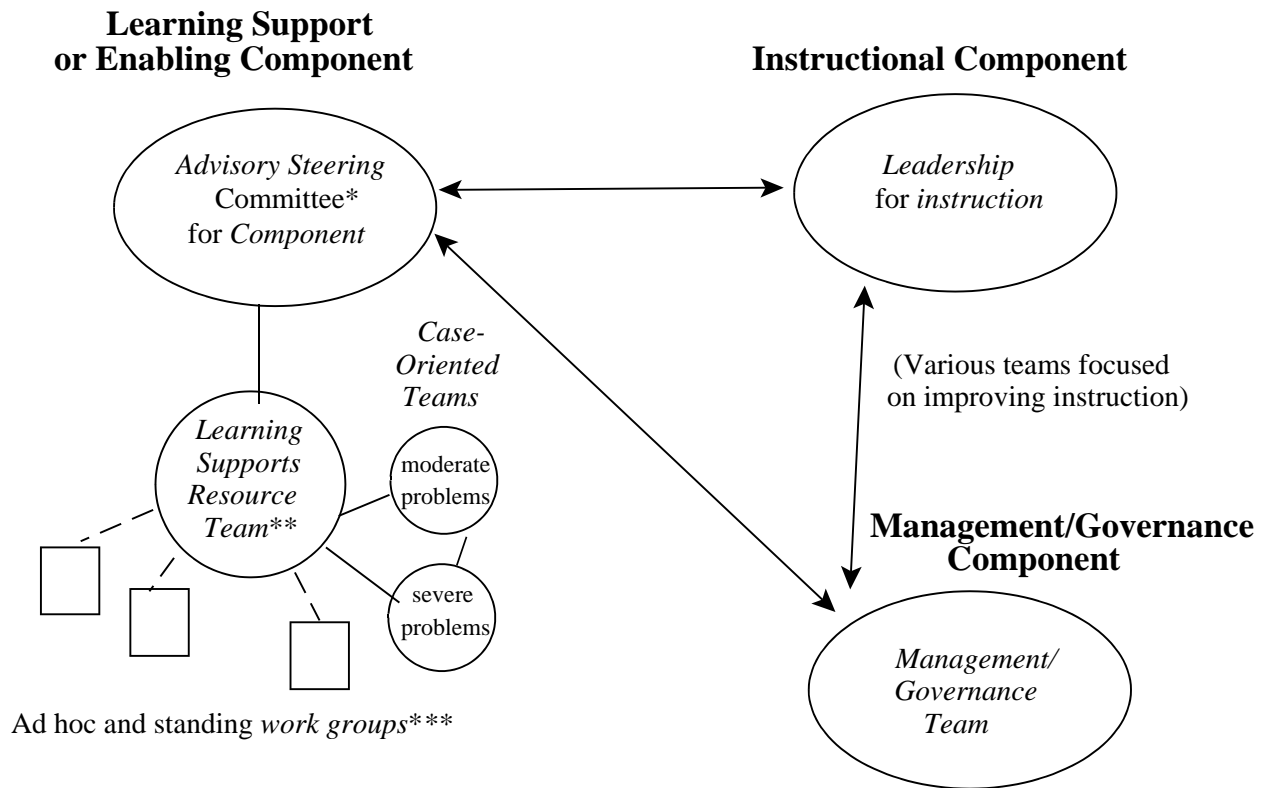 Learning Support
or Enabling Component
Instructional Component
Advisory Steering
Committee*
for Component
Leadership
for instruction
Case-
Oriented
Teams
(Various teams focused
on improving instruction)
Learning
Supports
Resource
Team**
moderate
problems
severe
problems
Management/Governance
Component
Management/
Governance
Team
Ad hoc and standing work groups***